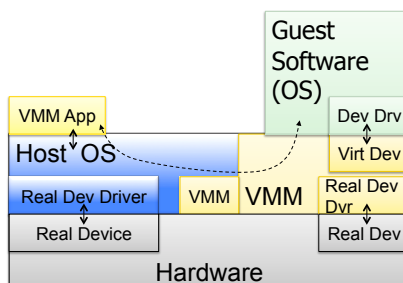 Guest
Software
(OS)
VMM App
Dev Drv
Host OS
Virt Dev
VMM
VMM
Real Dev Driver
Real Dev
Dvr
Real Device
Real Dev
Hardware